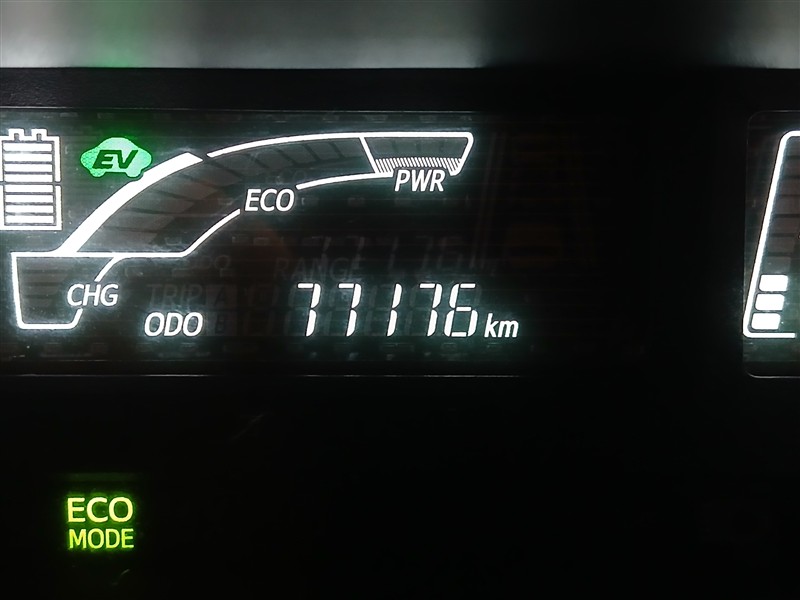 EV
ECO
PWR
CHG
ODO 77176 km
ECO
MODE